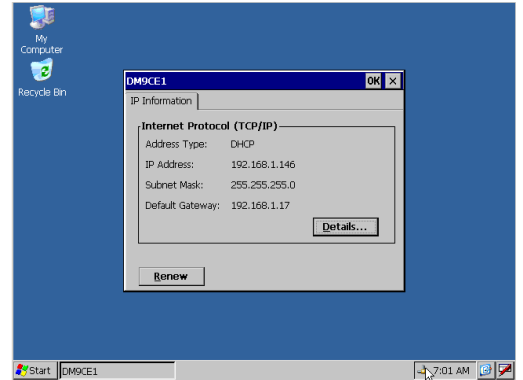 My
Computer
Recycle Bin
DM9CE1
OK
IP Information
Internet Protocol (TCP/IP)
Address Type: DHCP
IP Address: 192.168.1.146
Subnet Mask: 255.255.255.0
Default Gateway: 192.168.1.17
Details...
Renew
Start
DM9CE1
7:01 AM